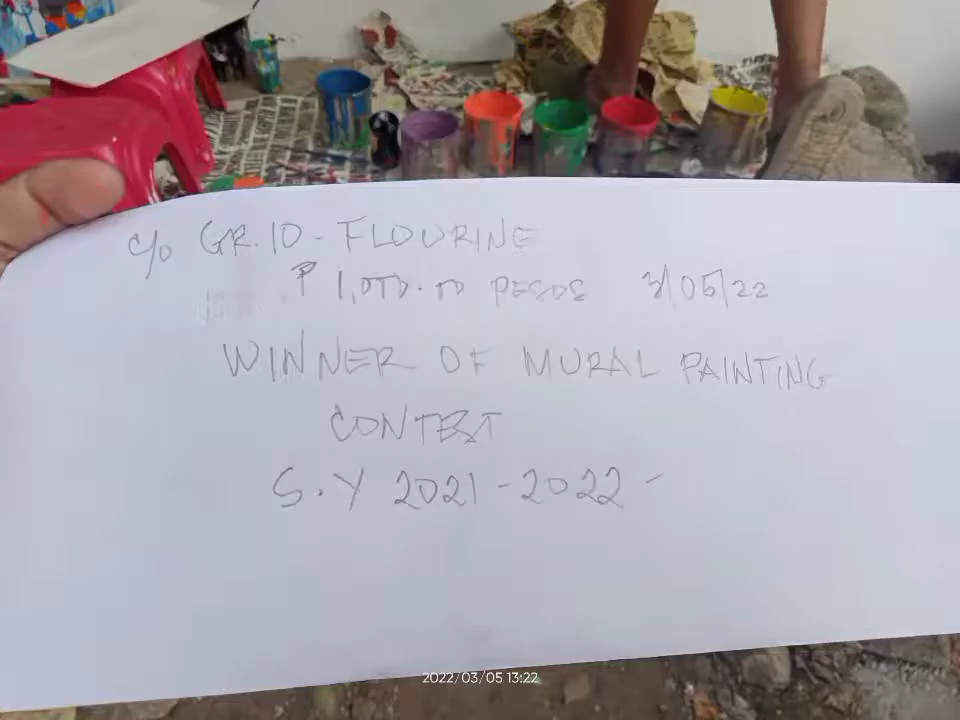 c/o GR. 10 - FLOURINE
₱ 1,070.00 PESOS 3/05/22
WINNER OF MURAL PAINTING
CONTEST
S.Y 2021-2022 -
2022/03/05 13:22